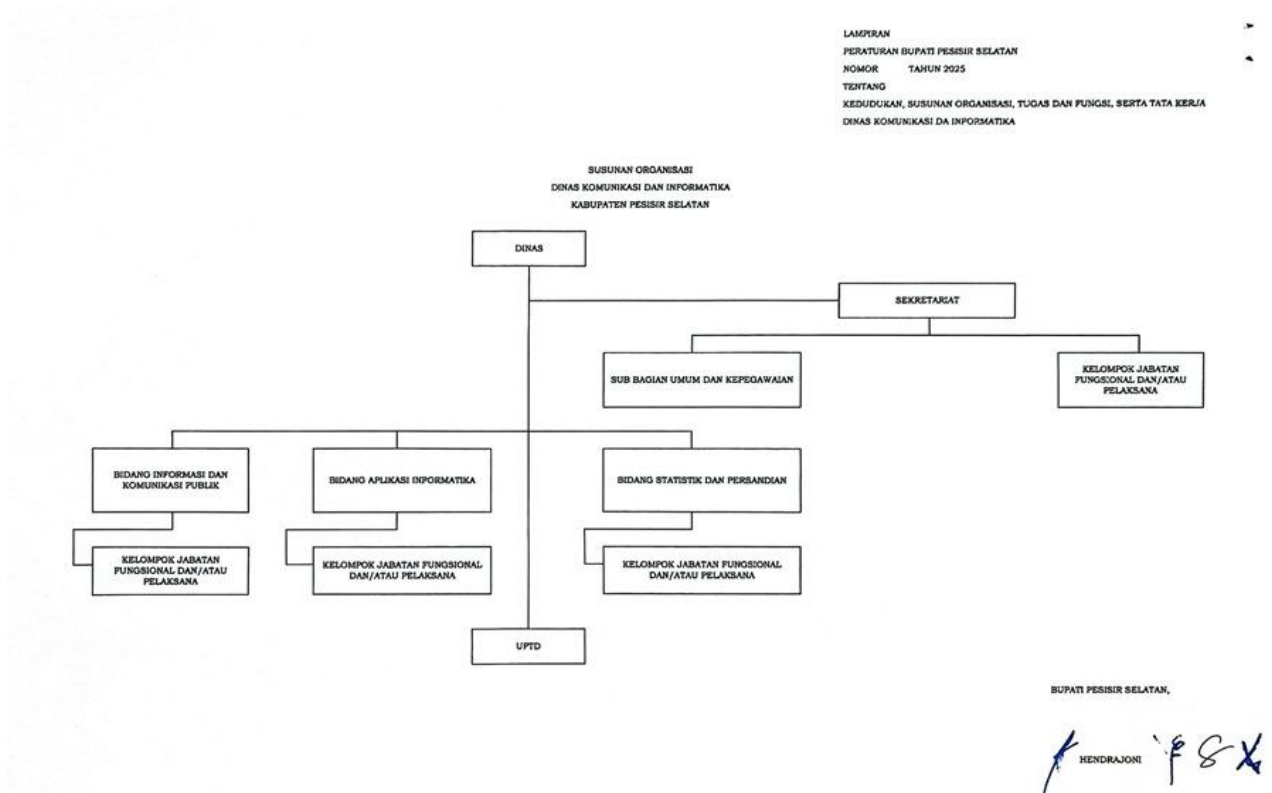 LAMPIRAN
PERATURAN BUPATI PESISIR SELATAN
NOMOR TAHUN 2025
TENTANG
KEDUDUKAN, SUSUNAN ORGANISASI, TUGAS DAN FUNGSI, SERTA TATA KERJA
DINAS KOMUNIKASI DA INFORMATIKA
SUSUNAN ORGANISASI
DINAS KOMUNIKASI DAN INFORMATIKA
KABUPATEN PESISIR SELATAN
DINAS
SEKRETARIAT
SUB BAGIAN UMUM DAN KEPEGAWAIAN
KELOMPOK JABATAN
FUNGSIONAL DAN/ATAU
PELAKSANA
BIDANG INFORMASI DAN
KOMUNIKASI PUBLIK
BIDANG APLIKASI INFORMATIKA
BIDANG STATISTIK DAN PERSANDIAN
KELOMPOK JABATAN
FUNGSIONAL DAN/ATAU
PELAKSANA
KELOMPOK JABATAN FUNGSIONAL
DAN/ATAU PELAKSANA
KELOMPOK JABATAN FUNGSIONAL
DAN/ATAU PELAKSANA
UPTD
BUPATI PESISIR SELATAN,
HENDRAJONI